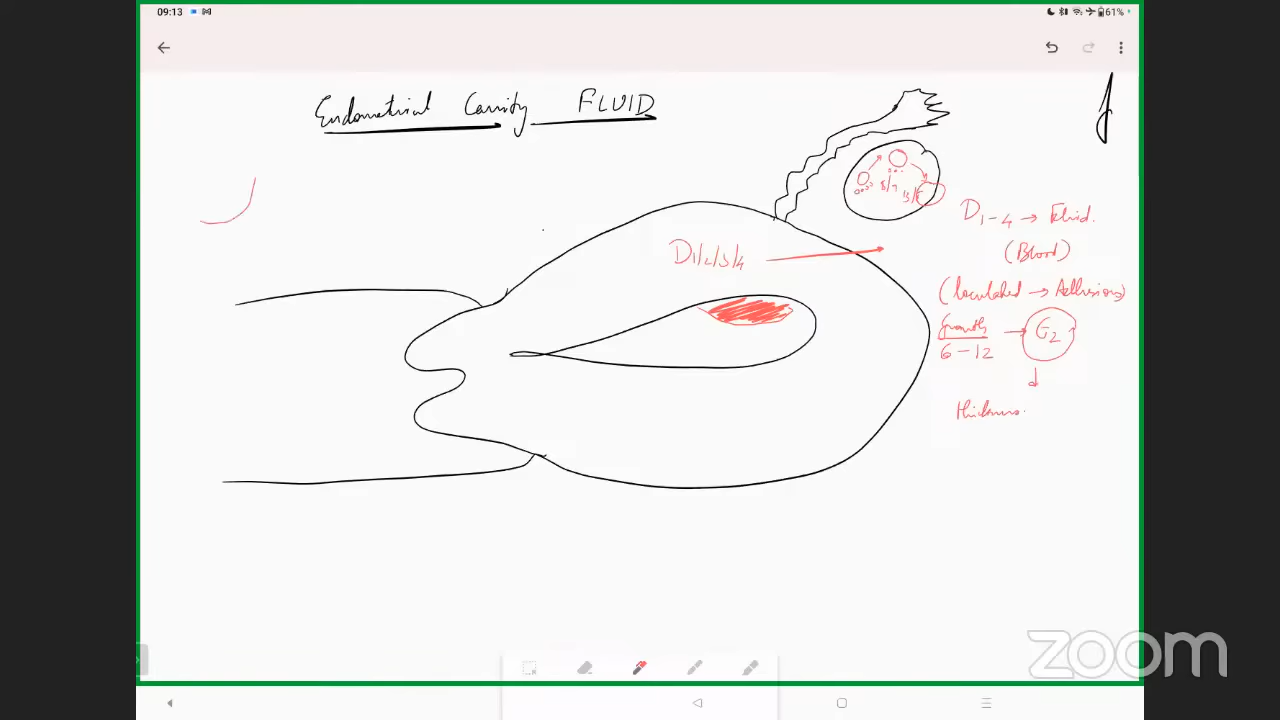 09:13
61%
Endometrial Cavity FLUID
D1/2/3/4
D1-4 → Fluid.
(Blood)
(loculated → Adhesions)
Growth → E2
6-12
thickness.
zoom